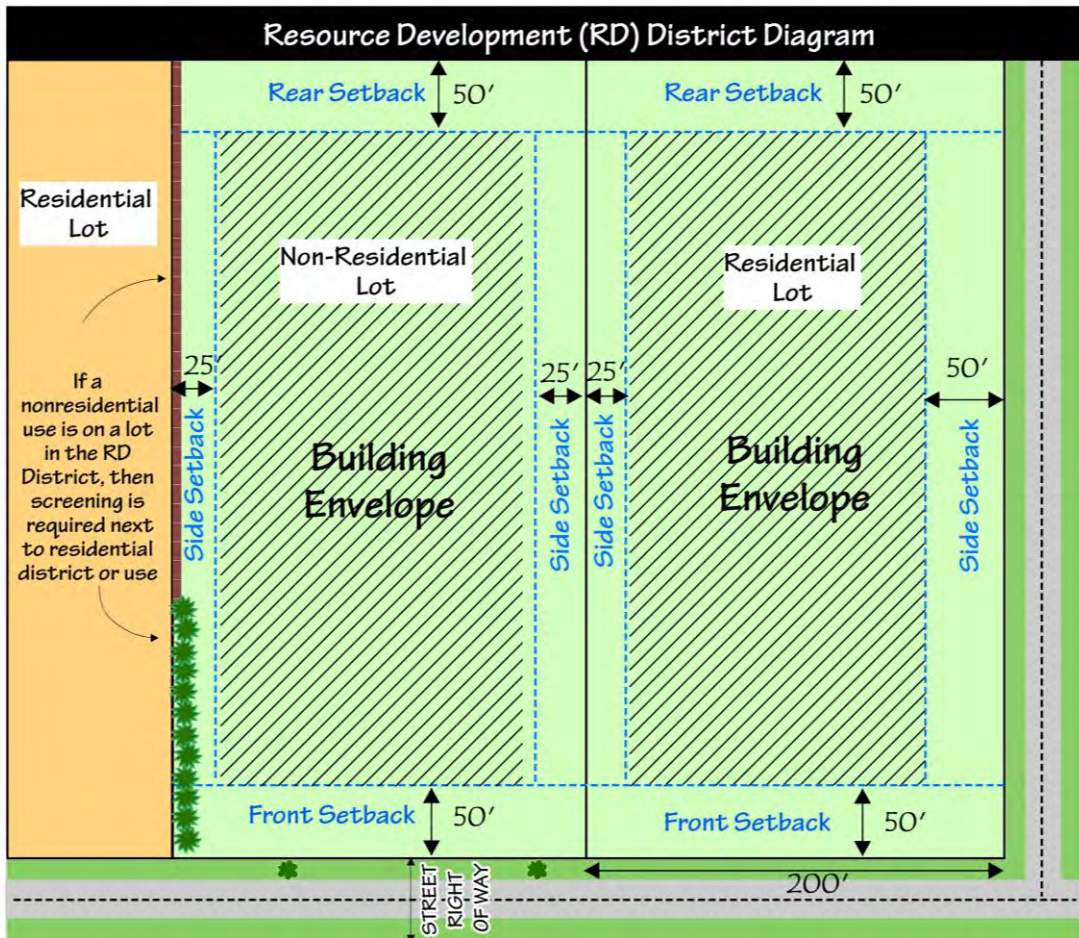 Resource Development (RD) District Diagram
Rear Setback
50'
Rear Setback
50'
Residential
Lot
Non-Residential
Lot
Residential
Lot
25'
25'
25'
50'
If a
nonresidential
use is on a lot
in the RD
District, then
screening is
required next
to residential
district or use
Side Setback
Building
Envelope
Side Setback
Side Setback
Building
Envelope
Side Setback
Front Setback
50'
Front Setback
50'
STREET
RIGHT
OF WAY
200'